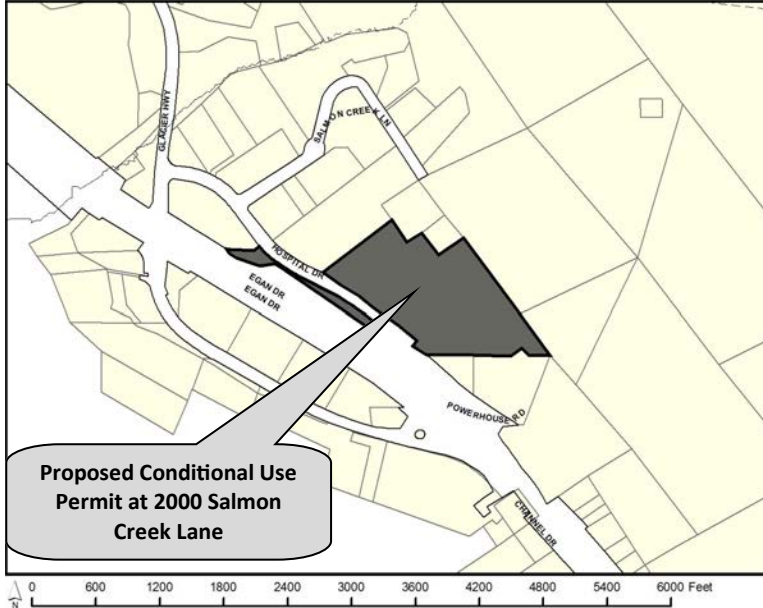 GLACIER HWY
SALMON CREEK LN
HOSPITAL DR
EGAN DR
EGAN DR
POWERHOUSE RD
CHANNEL DR
Proposed Conditional Use
Permit at 2000 Salmon
Creek Lane
N
0 600 1200 1800 2400 3000 3600 4200 4800 5400 6000 Feet